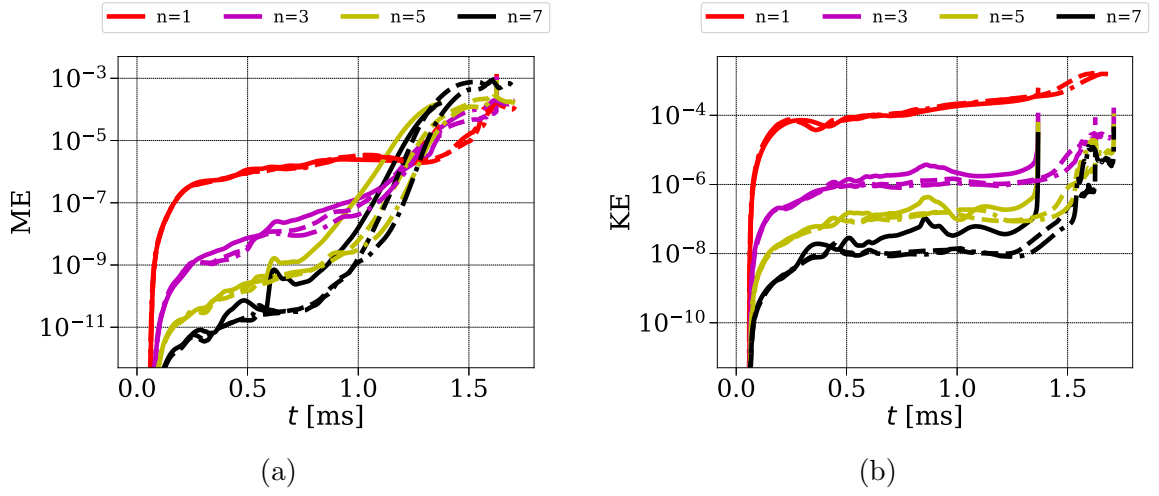 n=1 n=3 n=5 n=7
ME
10⁻³
10⁻⁵
10⁻⁷
10⁻⁹
10⁻¹¹
0.0 0.5 1.0 1.5
t [ms]
(a)
n=1 n=3 n=5 n=7
KE
10⁻⁴
10⁻⁶
10⁻⁸
10⁻¹⁰
0.0 0.5 1.0 1.5
t [ms]
(b)